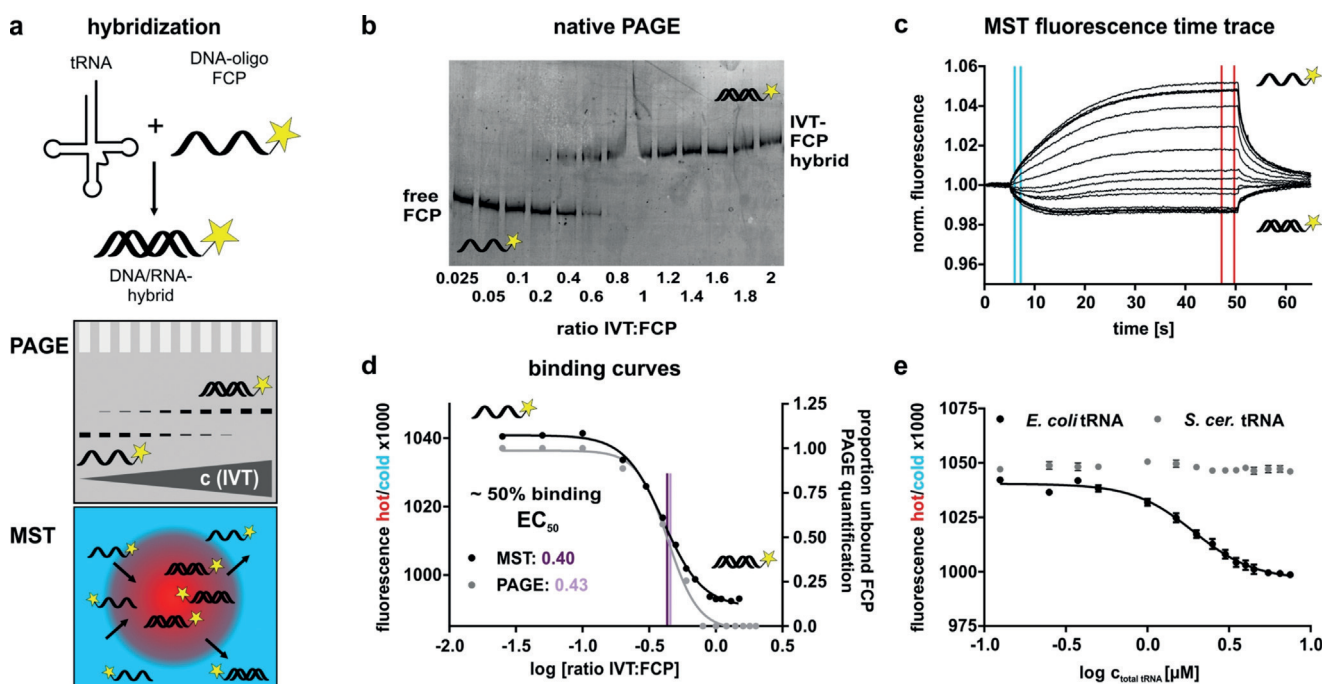 a hybridization
tRNA
DNA-oligo
FCP
+
DNA/RNA-
hybrid
PAGE
c (IVT)
MST
b native PAGE
free
FCP
IVT-
FCP
hybrid
0.025 0.1 0.4 0.8 1.2 1.6 2
0.05 0.2 0.6 1 1.4 1.8
ratio IVT:FCP
c MST fluorescence time trace
norm. fluorescence
1.06
1.04
1.02
1.00
0.98
0.96
0 10 20 30 40 50 60
time [s]
d binding curves
fluorescence hot/cold x1000
1040
1020
1000
~ 50% binding
EC50
MST: 0.40
PAGE: 0.43
1.25
1.00
0.75
0.50
0.25
0.0
proportion unbound FCP
PAGE quantification
-2.0 -1.5 -1.0 -0.5 0.0 0.5
log [ratio IVT:FCP]
e
fluorescence hot/cold x1000
1075
1050
1025
1000
975
E. coli tRNA S. cer. tRNA
-1.0 -0.5 0.0 0.5 1.0
log c total tRNA [µM]